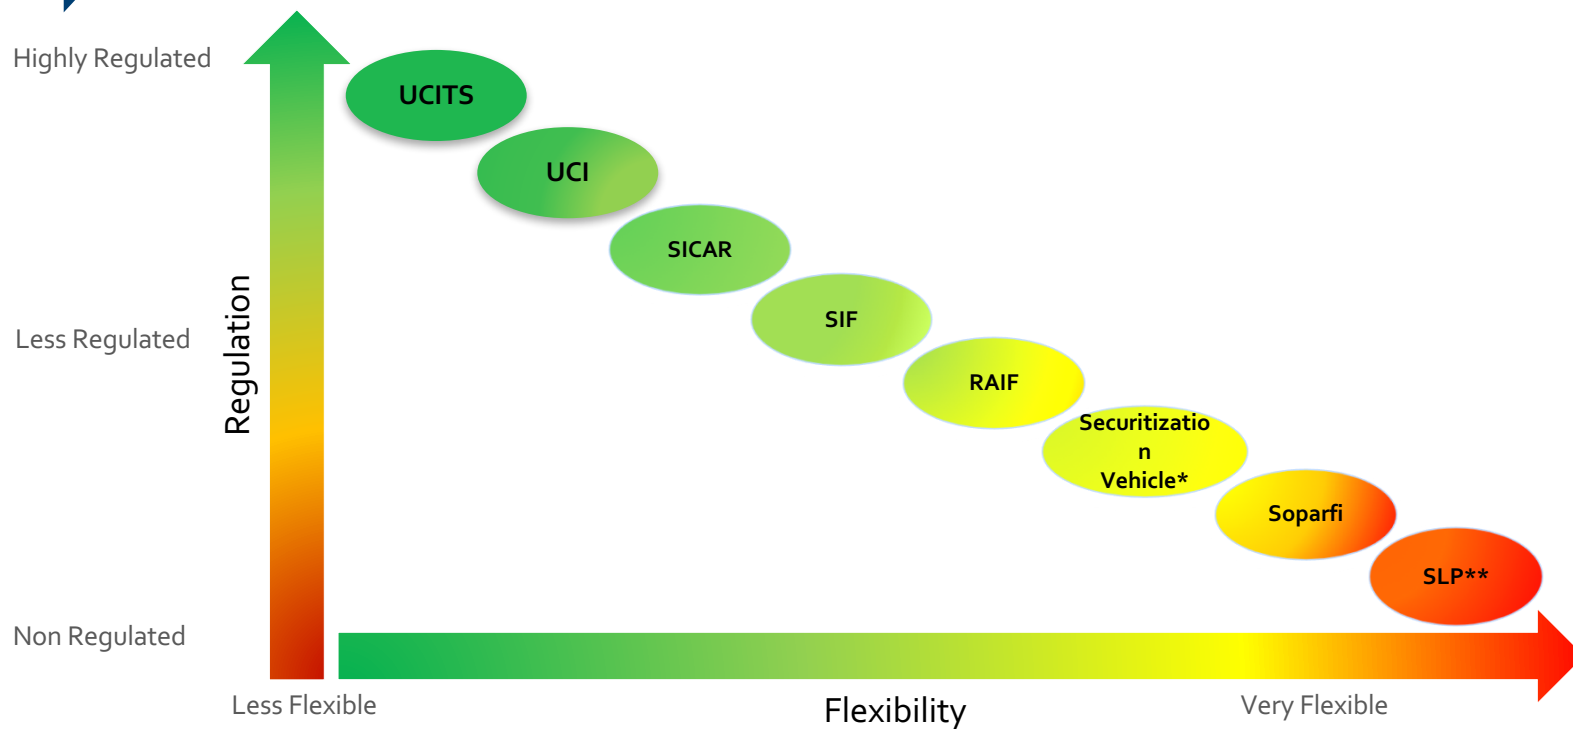 Highly Regulated
UCITS
UCI
SICAR
SIF
Less Regulated
Regulation
RAIF
Securitizatio
n
Vehicle*
Soparfi
SLP**
Non Regulated
Less Flexible
Flexibility
Very Flexible